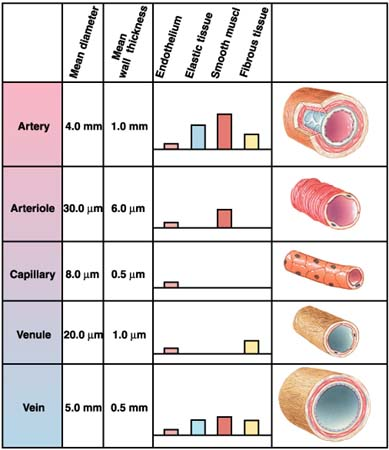 Mean diameter
Mean
wall thickness
Endothelium
Elastic tissue
Smooth muscl
Fibrous tissue
Artery 4.0 mm 1.0 mm
Arteriole 30.0 µm 6.0 µm
Capillary 8.0 µm 0.5 µm
Venule 20.0 µm 1.0 µm
Vein 5.0 mm 0.5 mm